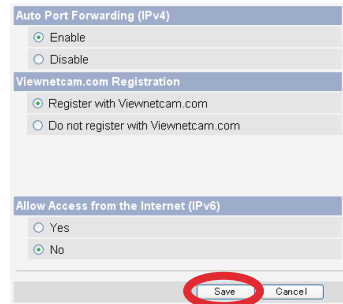 Auto Port Forwarding (IPv4)
Enable
Disable
Viewnetcam.com Registration
Register with Viewnetcam.com
Do not register with Viewnetcam.com
Allow Access from the Internet (IPv6)
Yes
No
Save Cancel